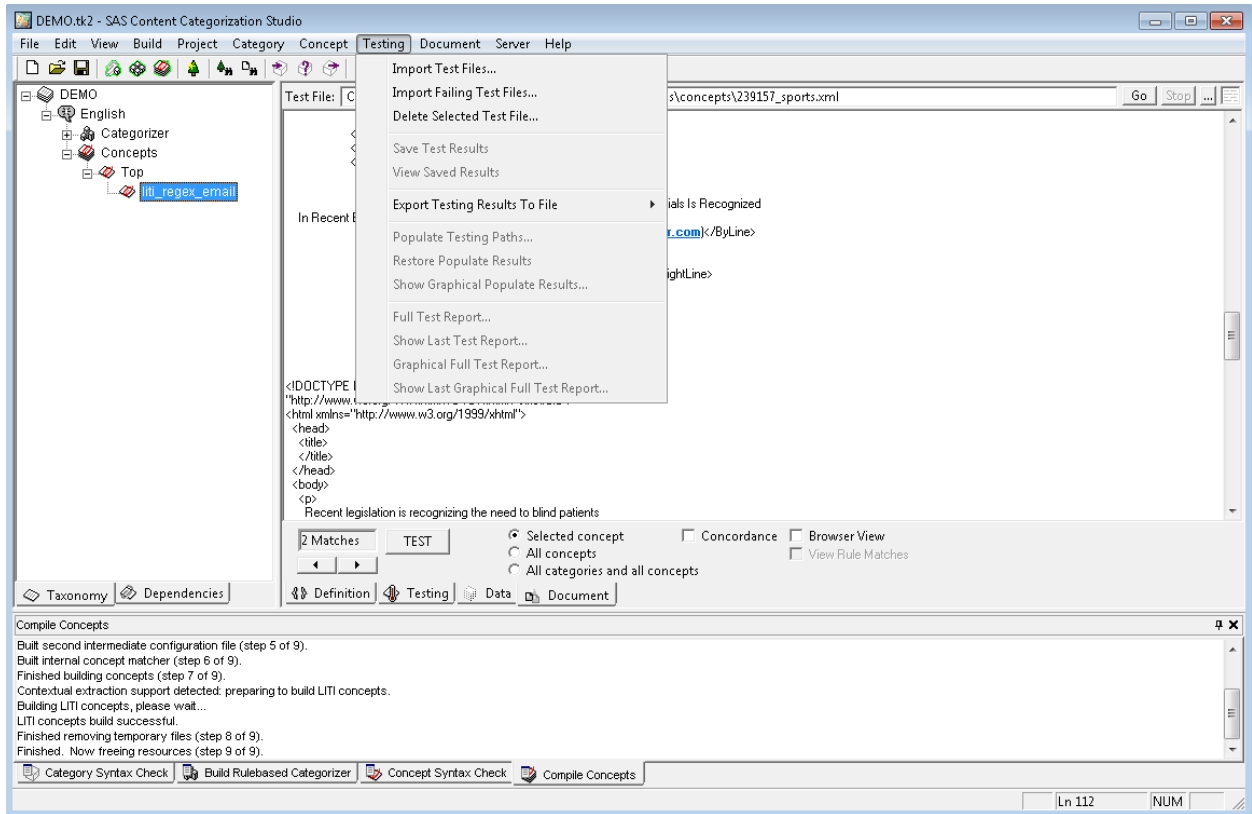 DEMO.tk2 - SAS Content Categorization Studio
File Edit View Build Project Category Concept Testing Document Server Help
DEMO
English
Categorizer
Concepts
Top
liti_regex_email
Taxonomy Dependencies
Import Test Files...
Import Failing Test Files...
Delete Selected Test File...
Save Test Results
View Saved Results
Export Testing Results To File
Populate Testing Paths...
Restore Populate Results
Show Graphical Populate Results...
Full Test Report...
Show Last Test Report...
Graphical Full Test Report...
Show Last Graphical Full Test Report...
Test File: C s\concepts\239157_sports.xml Go Stop ...
ials Is Recognized
In Recent
r.com)</ByLine>
ightLine>
<!DOCTYPE
"http://www.
<html xmlns="http://www.w3.org/1999/xhtml">
<head>
<title>
</title>
</head>
<body>
<p>
Recent legislation is recognizing the need to blind patients
2 Matches TEST
Selected concept
All concepts
All categories and all concepts
Concordance
Browser View
View Rule Matches
Definition Testing Data Document
Compile Concepts
Built second intermediate configuration file (step 5 of 9).
Built internal concept matcher (step 6 of 9).
Finished building concepts (step 7 of 9).
Contextual extraction support detected: preparing to build LITI concepts.
Building LITI concepts, please wait...
LITI concepts build successful.
Finished removing temporary files (step 8 of 9).
Finished. Now freeing resources (step 9 of 9).
Category Syntax Check Build Rulebased Categorizer Concept Syntax Check Compile Concepts
Ln 112 NUM